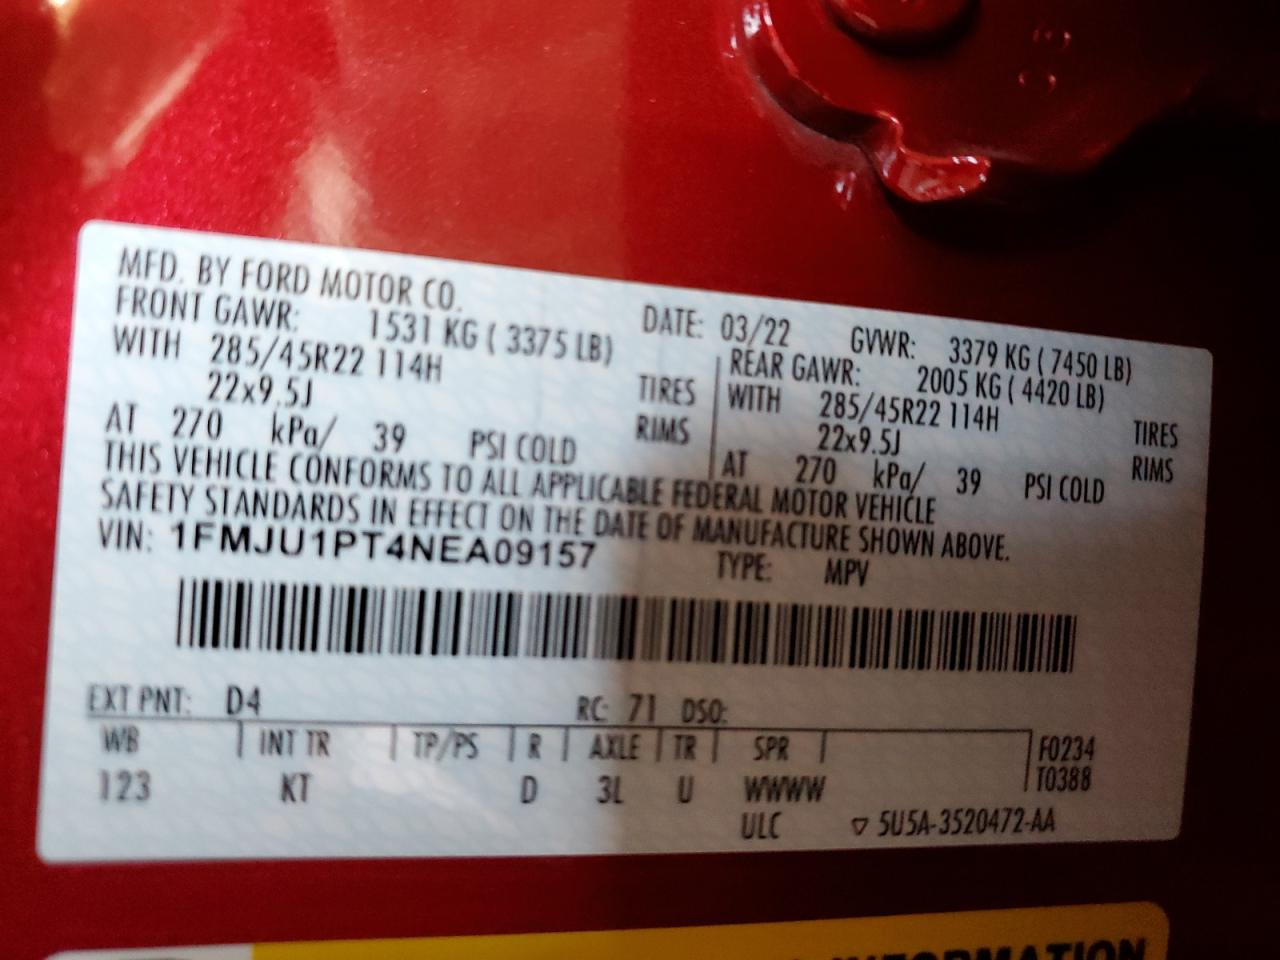 MFD. BY FORD MOTOR CO.
DATE: 03/22 GVWR: 3379 KG ( 7450 LB)
FRONT GAWR: 1531 KG ( 3375 LB)
WITH 285/45R22 114H TIRES
22x9.5J RIMS
AT 270 kPa/ 39 PSI COLD
REAR GAWR: 2005 KG ( 4420 LB)
WITH 285/45R22 114H TIRES
22x9.5J RIMS
AT 270 kPa/ 39 PSI COLD
THIS VEHICLE CONFORMS TO ALL APPLICABLE FEDERAL MOTOR VEHICLE
SAFETY STANDARDS IN EFFECT ON THE DATE OF MANUFACTURE SHOWN ABOVE.
VIN: 1FMJU1PT4NEA09157 TYPE: MPV
EXT PNT: D4 RC: 71 DSO:
WB INT TR TP/PS R AXLE TR SPR F0234
123 KT D 3L U WWWW T0388
ULC ▽ 5U5A-3520472-AA
INFORMATION